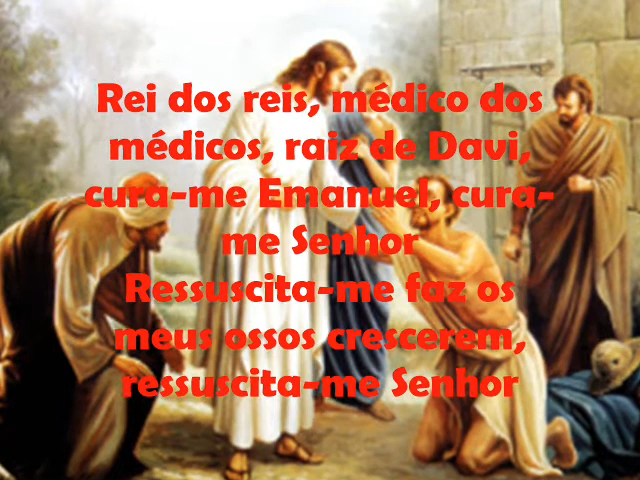 Rei dos reis, médico dos
médicos, raiz de Davi,
cura-me Emanuel, cura-
me Senhor
Ressuscita-me faz os
meus ossos crescerem,
ressuscita-me Senhor